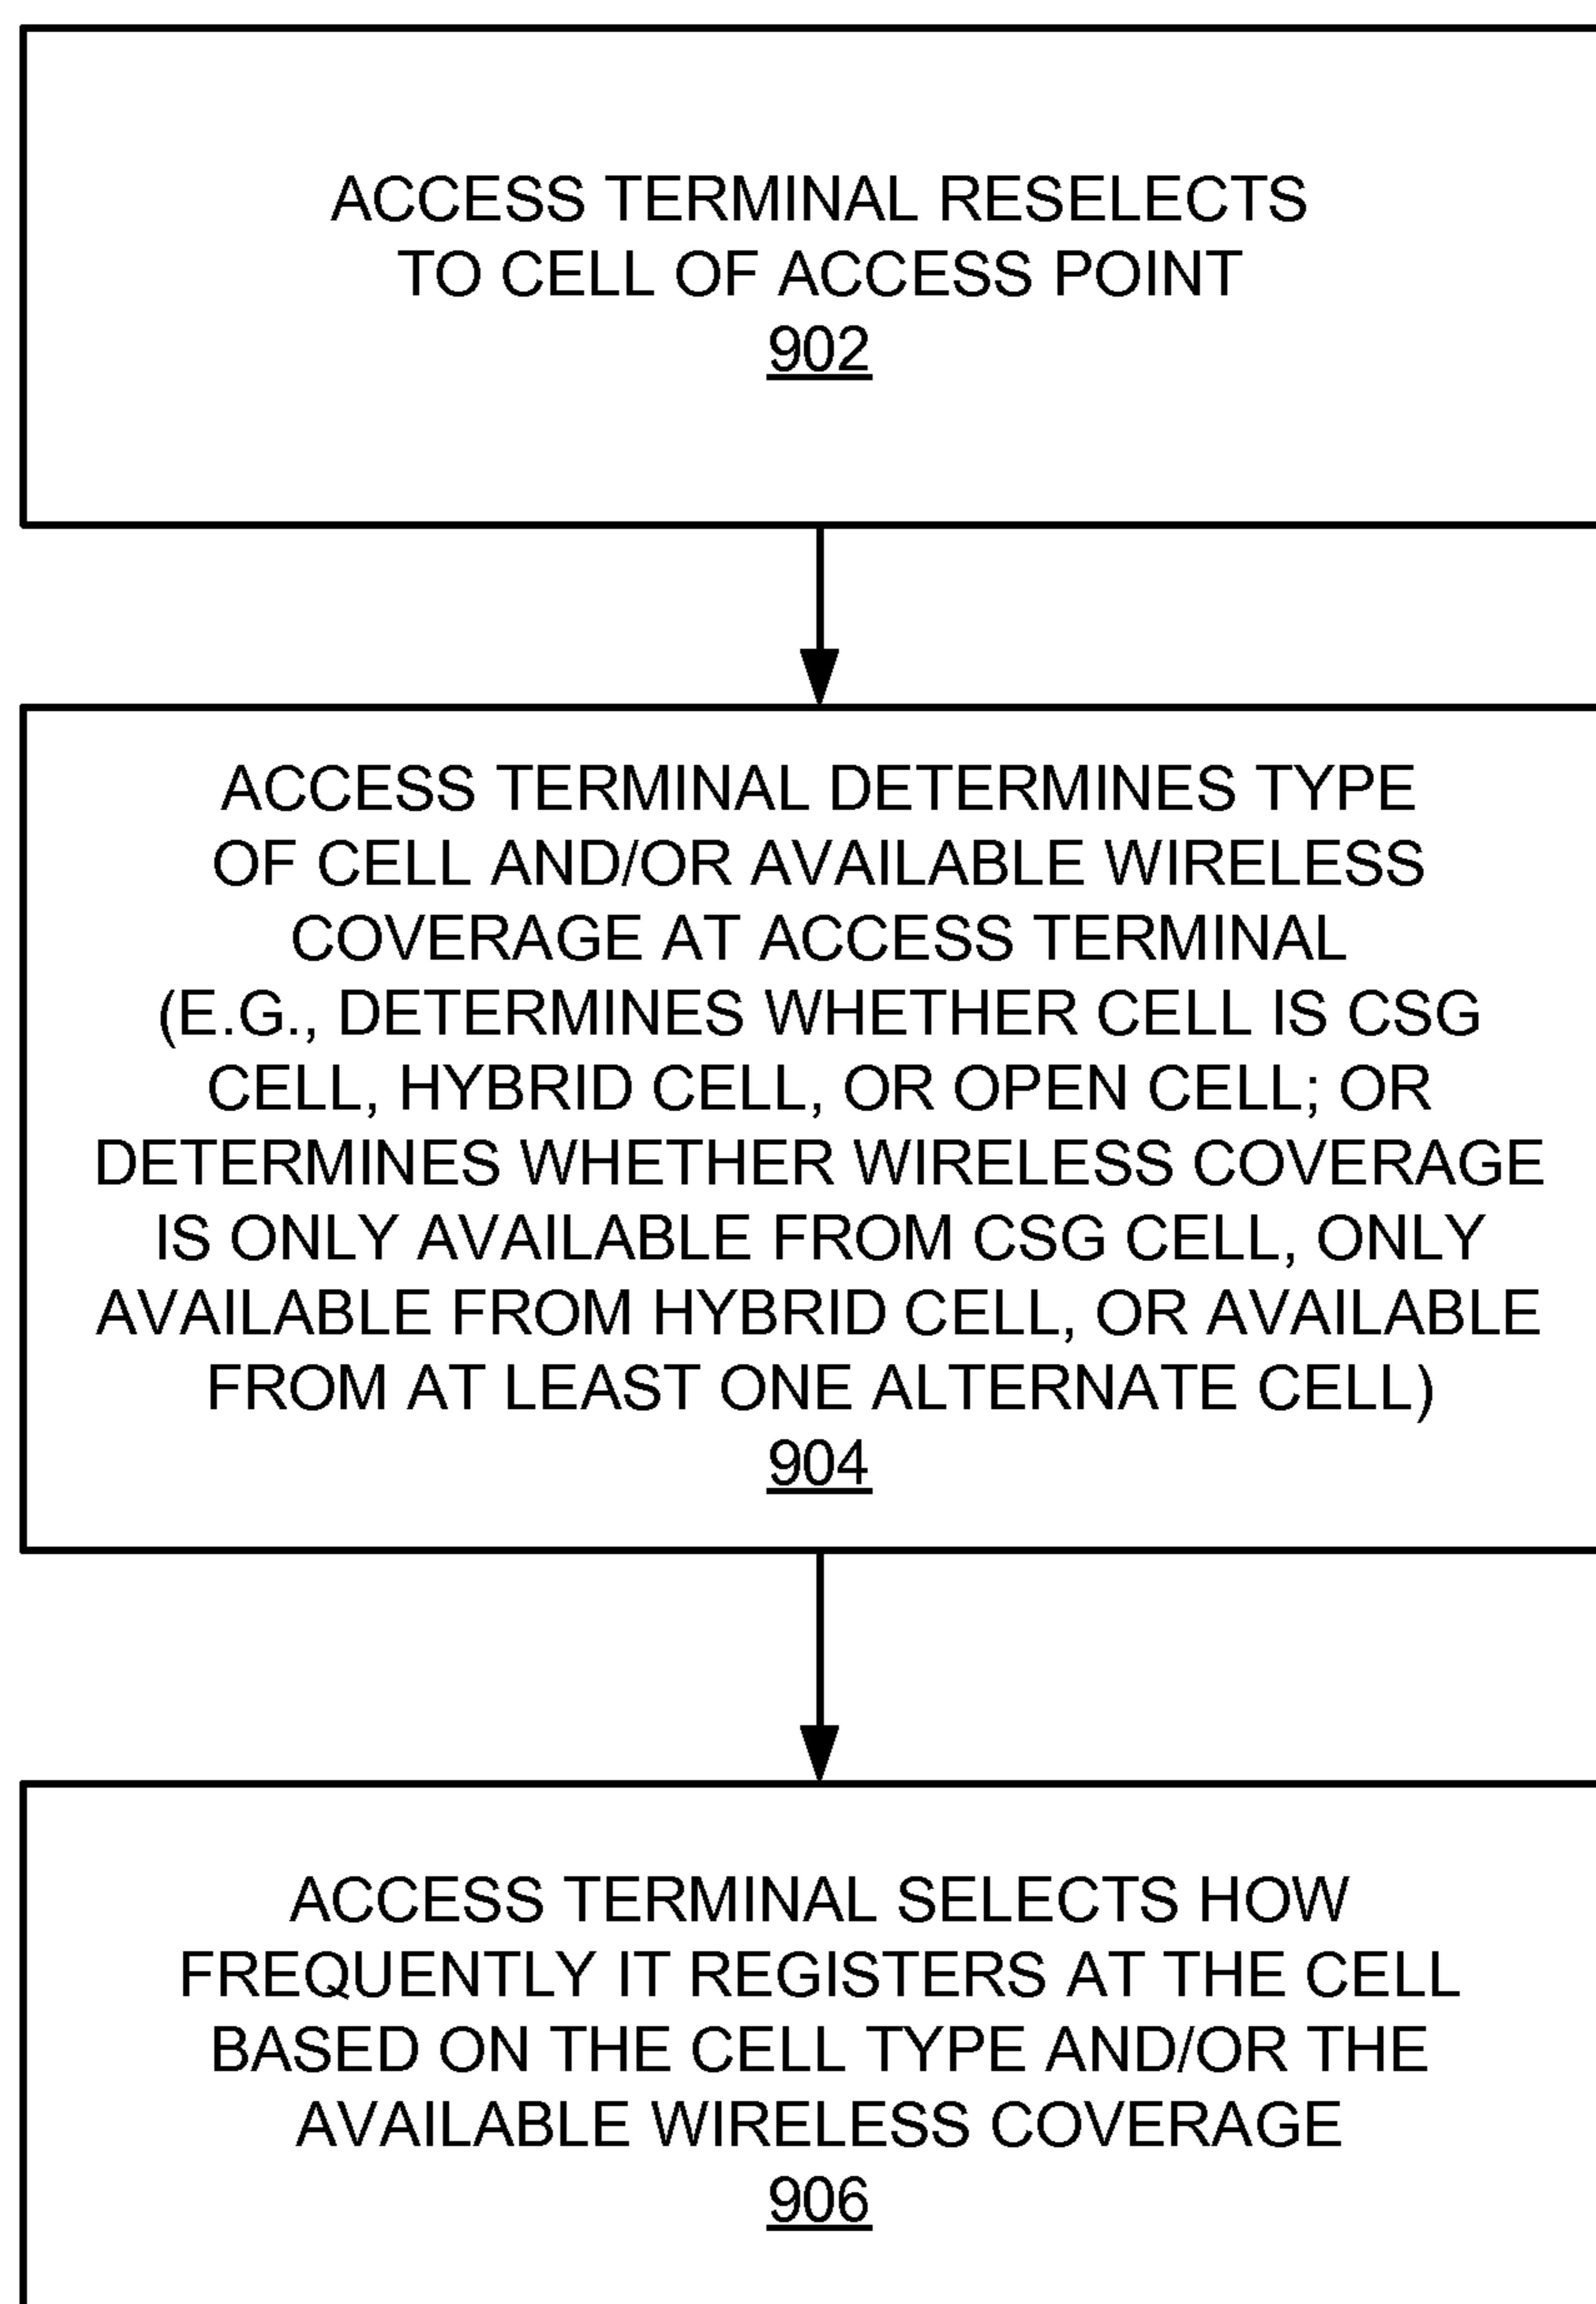 ACCESS TERMINAL RESELECTS
TO CELL OF ACCESS POINT
902
ACCESS TERMINAL DETERMINES TYPE
OF CELL AND/OR AVAILABLE WIRELESS
COVERAGE AT ACCESS TERMINAL
(E.G., DETERMINES WHETHER CELL IS CSG
CELL, HYBRID CELL, OR OPEN CELL; OR
DETERMINES WHETHER WIRELESS COVERAGE
IS ONLY AVAILABLE FROM CSG CELL, ONLY
AVAILABLE FROM HYBRID CELL, OR AVAILABLE
FROM AT LEAST ONE ALTERNATE CELL)
904
ACCESS TERMINAL SELECTS HOW
FREQUENTLY IT REGISTERS AT THE CELL
BASED ON THE CELL TYPE AND/OR THE
AVAILABLE WIRELESS COVERAGE
906